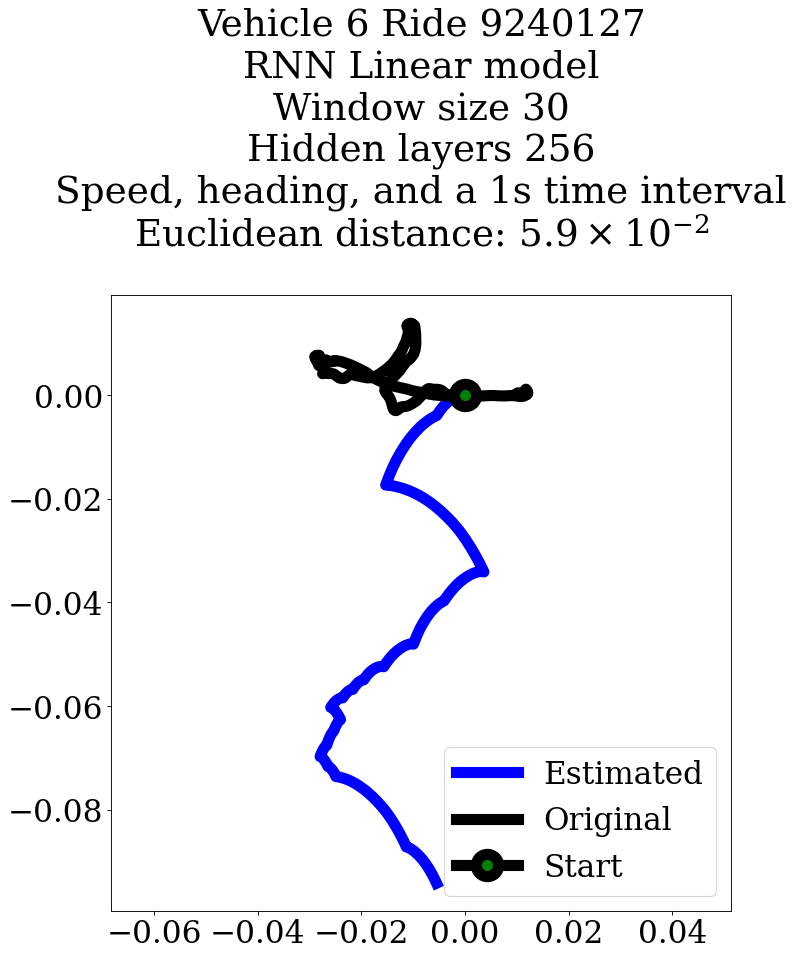 Vehicle 6 Ride 9240127
RNN Linear model
Window size 30
Hidden layers 256
Speed, heading, and a 1s time interval
Euclidean distance: 5.9 × 10⁻²
0.00
−0.02
−0.04
−0.06
−0.08
Estimated
Original
Start
−0.06 −0.04 −0.02 0.00 0.02 0.04